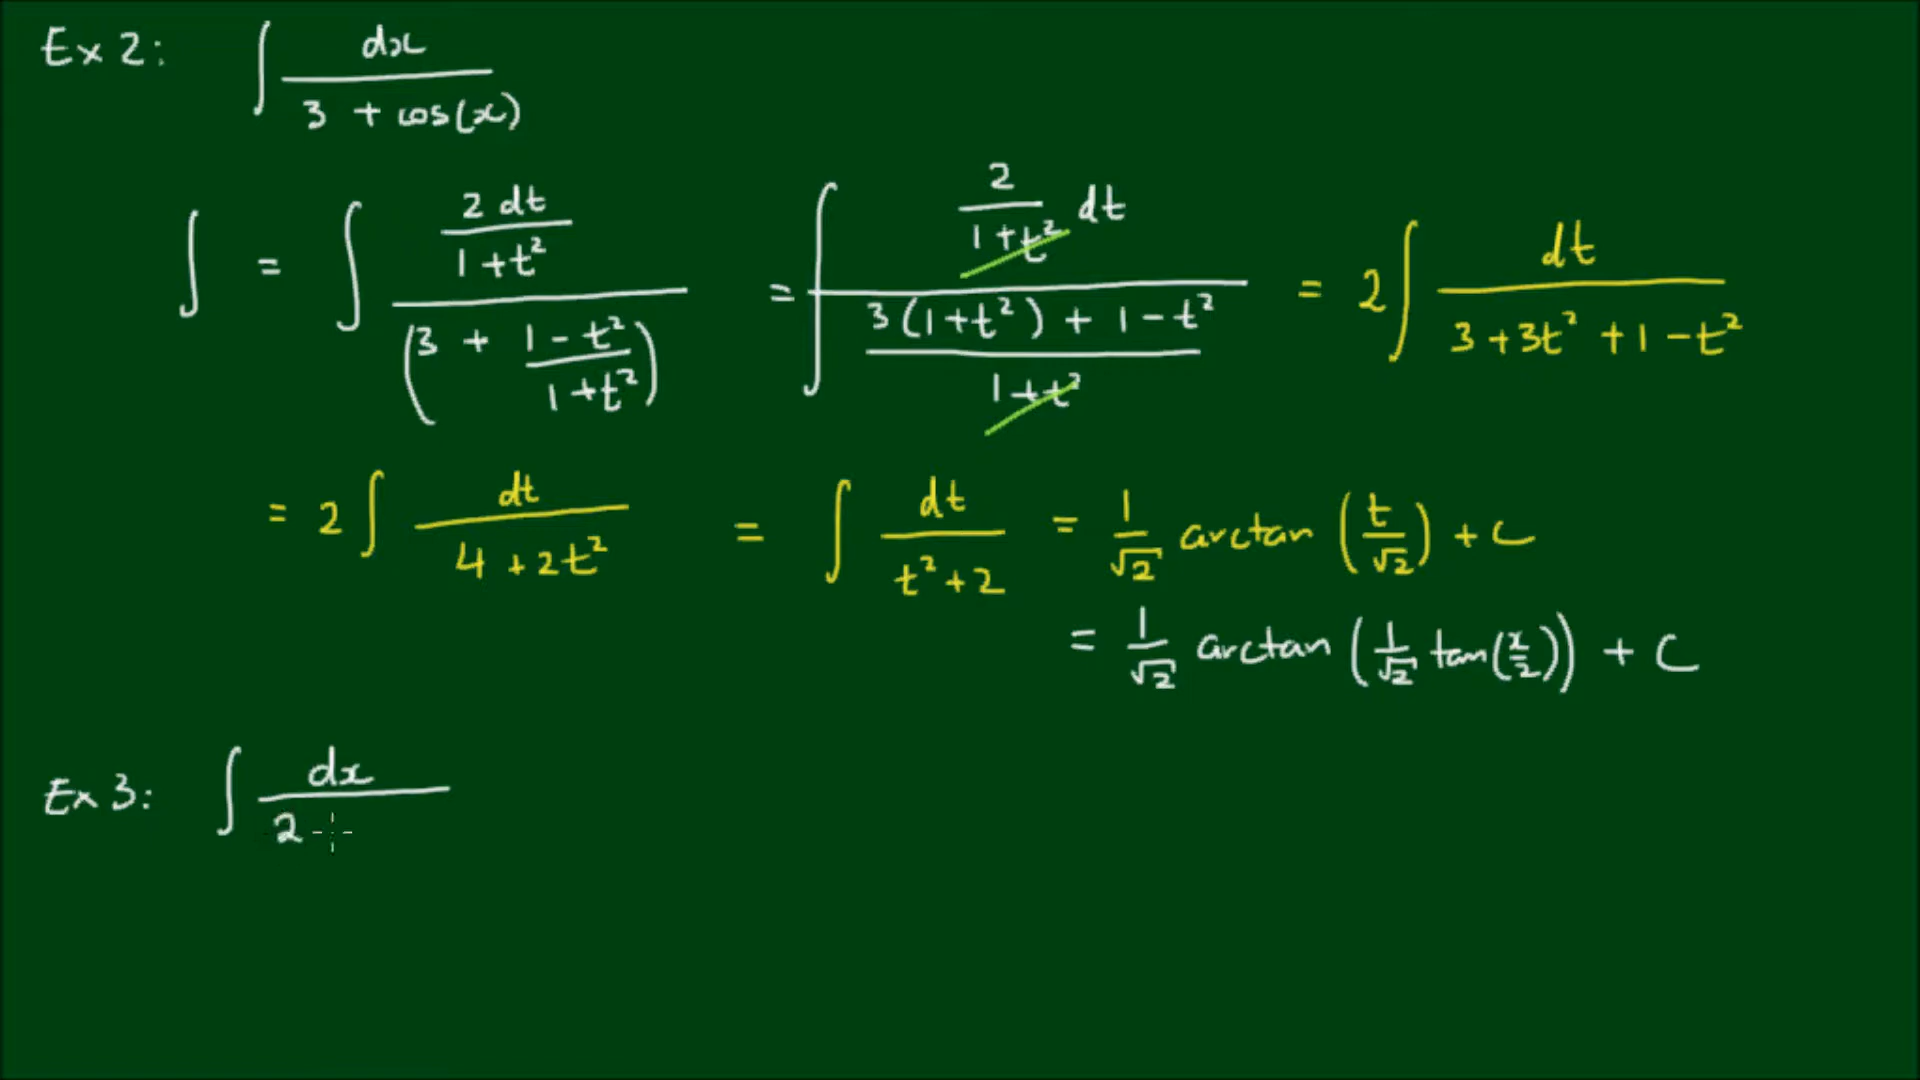 Ex 2: ∫ dx / (3 + cos(x))
∫ = ∫ (2 dt / (1+t²)) / (3 + (1-t²)/(1+t²)) = ∫ (2/(1+t²) dt) / ((3(1+t²) + 1-t²)/(1+t²)) = 2∫ dt / (3+3t²+1-t²)
= 2∫ dt / (4+2t²) = ∫ dt / (t²+2) = 1/√2 arctan(t/√2) + C
= 1/√2 arctan(1/√2 tan(x/2)) + C
Ex 3: ∫ dx / 2